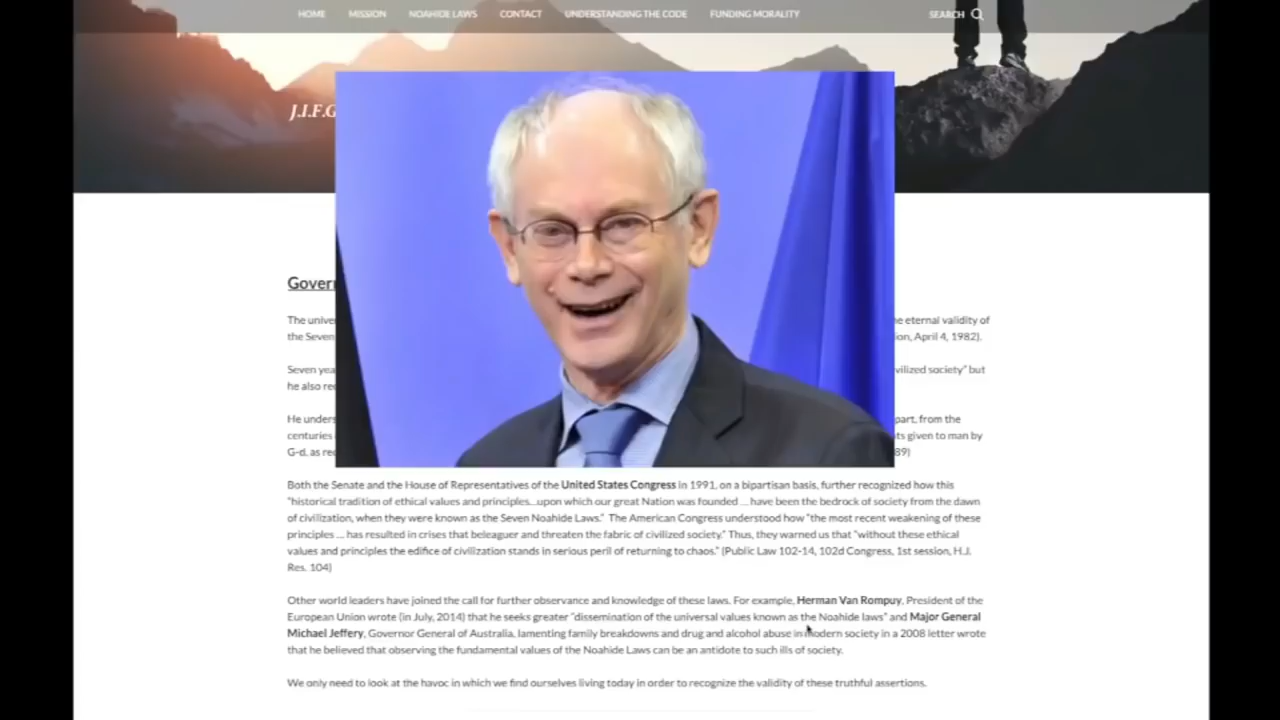 HOME MISSION NOAHIDE LAWS CONTACT UNDERSTANDING THE CODE FUNDING MORALITY SEARCH
J.I.F.G
Govern
The univer e eternal validity of
the Seven ion, April 4, 1982).
Seven yea vilized society" but
he also re
He unders part, from the
centuries ts given to man by
G-d, as re 89)
Both the Senate and the House of Representatives of the United States Congress in 1991, on a bipartisan basis, further recognized how this
"historical tradition of ethical values and principles...upon which our great Nation was founded ... have been the bedrock of society from the dawn
of civilization, when they were known as the Seven Noahide Laws." The American Congress understood how "the most recent weakening of these
principles ... has resulted in crises that beleaguer and threaten the fabric of civilized society." Thus, they warned us that "without these ethical
values and principles the edifice of civilization stands in serious peril of returning to chaos." (Public Law 102-14, 102d Congress, 1st session, H.J.
Res. 104)
Other world leaders have joined the call for further observance and knowledge of these laws. For example, Herman Van Rompuy, President of the
European Union wrote (in July, 2014) that he seeks greater "dissemination of the universal values known as the Noahide laws" and Major General
Michael Jeffery, Governor General of Australia, lamenting family breakdowns and drug and alcohol abuse in modern society in a 2008 letter wrote
that he believed that observing the fundamental values of the Noahide Laws can be an antidote to such ills of society.
We only need to look at the havoc in which we find ourselves living today in order to recognize the validity of these truthful assertions.